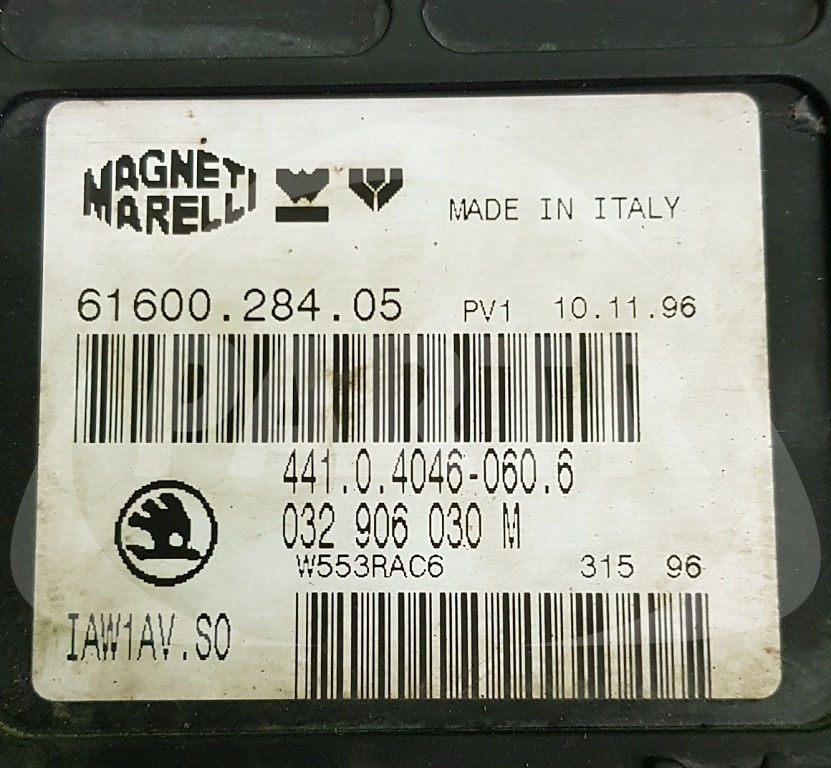 MAGNETI
MARELLI
MADE IN ITALY
61600.284.05 PV1 10.11.96
441.0.4046-060.6
032 906 030 M
W553RAC6 315 96
IAW1AV.S0